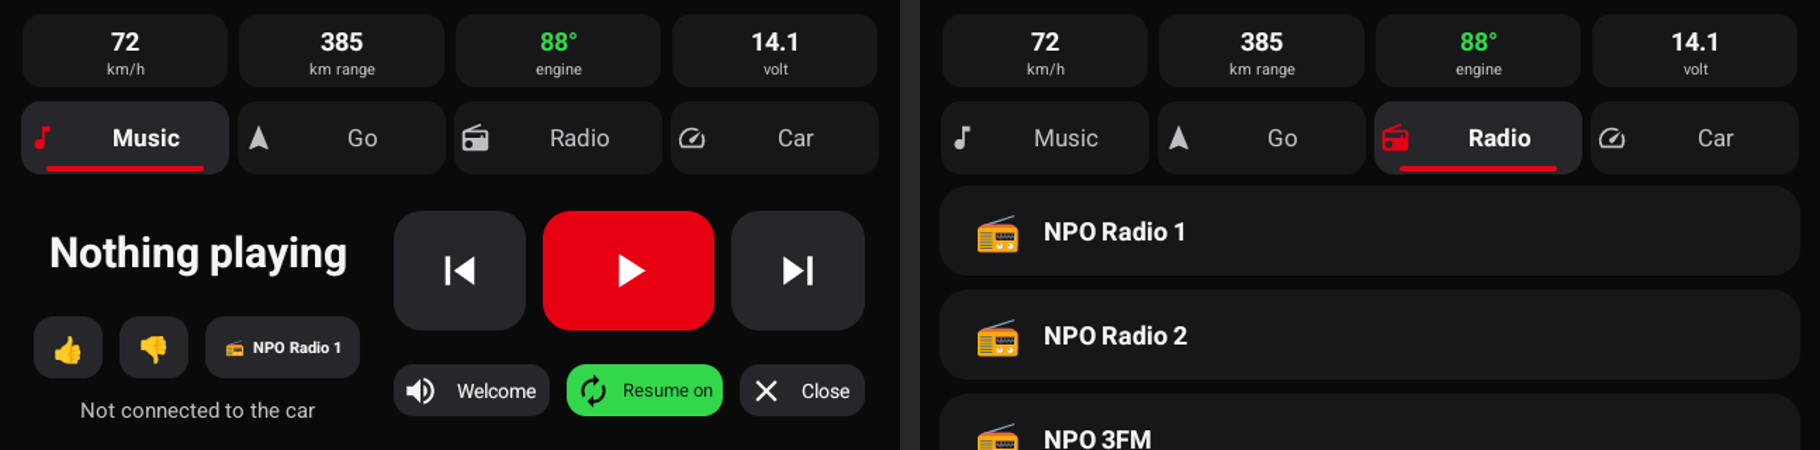 72 385 88° 14.1
km/h km range engine volt
Music Go Radio Car
Nothing playing
NPO Radio 1
Not connected to the car
Welcome Resume on Close
72 385 88° 14.1
km/h km range engine volt
Music Go Radio Car
NPO Radio 1
NPO Radio 2
NPO 3FM